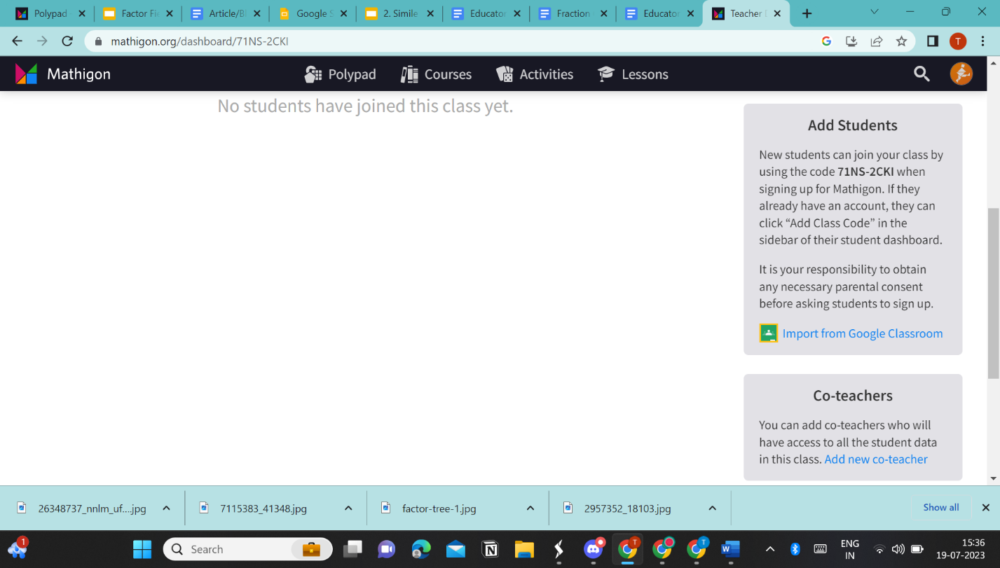 Polypad
Factor Fie
Article/Bl
Google S
2. Simile
Educator
Fraction
Educator
Teacher D
mathigon.org/dashboard/71NS-2CKI
T
Mathigon
Polypad
Courses
Activities
Lessons
No students have joined this class yet.
Add Students
New students can join your class by
using the code 71NS-2CKI when
signing up for Mathigon. If they
already have an account, they can
click “Add Class Code” in the
sidebar of their student dashboard.
It is your responsibility to obtain
any necessary parental consent
before asking students to sign up.
Import from Google Classroom
Co-teachers
You can add co-teachers who will
have access to all the student data
in this class. Add new co-teacher
26348737_nnlm_uf....jpg
7115383_41348.jpg
factor-tree-1.jpg
2957352_18103.jpg
Show all
1
Search
T
T
W
ENG
IN
15:36
19-07-2023